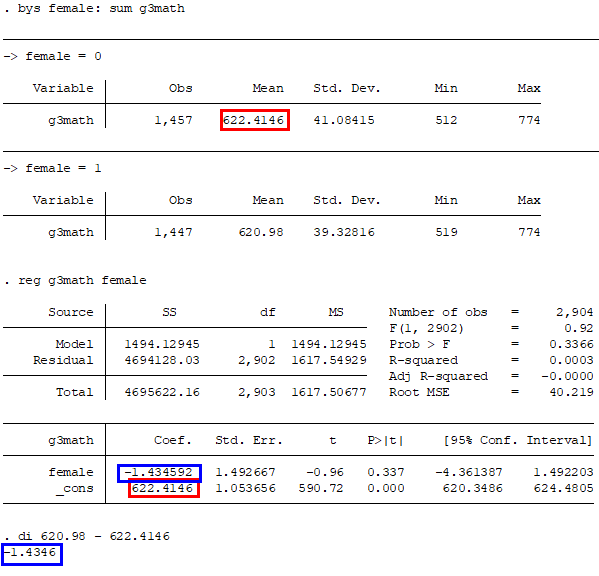 . bys female: sum g3math
-> female = 0
Variable Obs Mean Std. Dev. Min Max
g3math 1,457 622.4146 41.08415 512 774
-> female = 1
Variable Obs Mean Std. Dev. Min Max
g3math 1,447 620.98 39.32816 519 774
. reg g3math female
Source SS df MS Number of obs = 2,904
F(1, 2902) = 0.92
Model 1494.12945 1 1494.12945 Prob > F = 0.3366
Residual 4694128.03 2,902 1617.54929 R-squared = 0.0003
Adj R-squared = -0.0000
Total 4695622.16 2,903 1617.50677 Root MSE = 40.219
g3math Coef. Std. Err. t P>|t| [95% Conf. Interval]
female -1.434592 1.492667 -0.96 0.337 -4.361387 1.492203
_cons 622.4146 1.053656 590.72 0.000 620.3486 624.4805
. di 620.98 - 622.4146
-1.4346